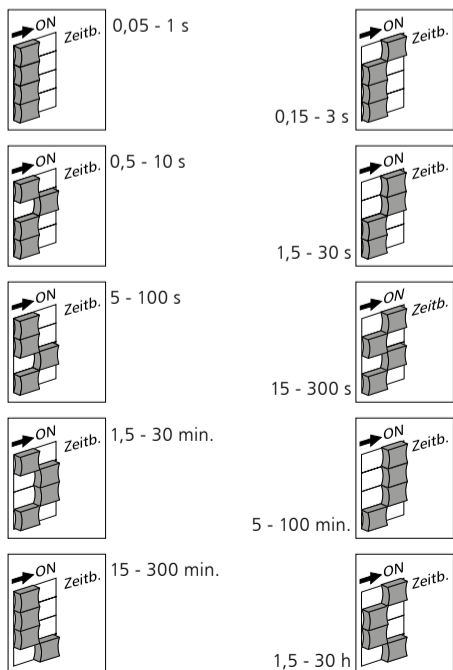 ON Zeitb. 0,05 - 1 s
ON Zeitb.
0,15 - 3 s
ON Zeitb. 0,5 - 10 s
ON Zeitb.
1,5 - 30 s
ON Zeitb. 5 - 100 s
ON Zeitb.
15 - 300 s
ON Zeitb. 1,5 - 30 min.
ON Zeitb.
5 - 100 min.
ON Zeitb. 15 - 300 min.
ON Zeitb.
1,5 - 30 h